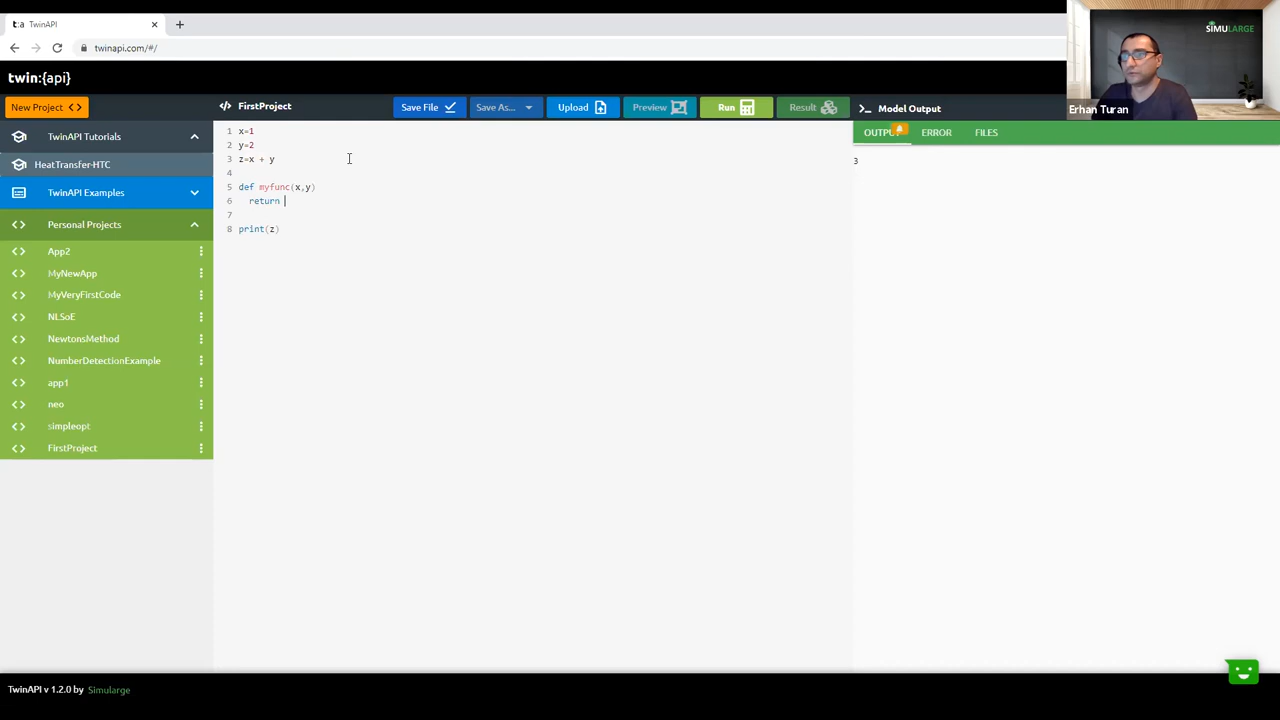 t:a TwinAPI
twinapi.com/#/
SIMULARGE
Erhan Turan
twin:{api}
New Project <>
</> FirstProject
Save File
Save As...
Upload
Preview
Run
Result
>_ Model Output
TwinAPI Tutorials
HeatTransfer-HTC
TwinAPI Examples
Personal Projects
App2
MyNewApp
MyVeryFirstCode
NLSoE
NewtonsMethod
NumberDetectionExample
app1
neo
simpleopt
FirstProject
1 x=1
2 y=2
3 z=x + y
4
5 def myfunc(x,y)
6 return
7
8 print(z)
OUTPUT
ERROR
FILES
3
TwinAPI v 1.2.0 by Simularge